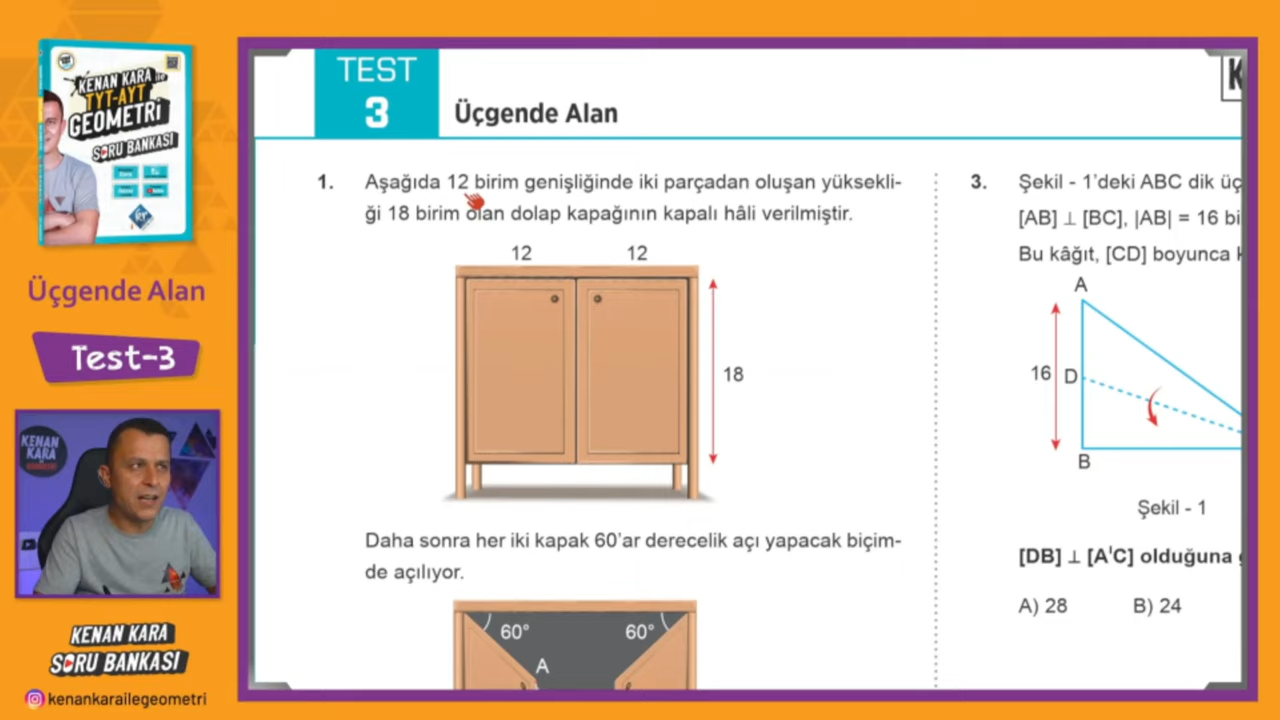 KENAN KARA ile
TYT-AYT
GEOMETRİ
SORU BANKASI
Üçgende Alan
Test-3
KENAN
KARA
KENAN KARA
SORU BANKASI
kenankarailegeometri
TEST
3
Üçgende Alan
K
1.
Aşağıda 12 birim genişliğinde iki parçadan oluşan yüksekli-
ği 18 birim olan dolap kapağının kapalı hâli verilmiştir.
12 12
18
Daha sonra her iki kapak 60'ar derecelik açı yapacak biçim-
de açılıyor.
60° 60°
A
3.
Şekil - 1'deki ABC dik üç
[AB] ⊥ [BC], |AB| = 16 bi
Bu kâğıt, [CD] boyunca
A
16 D
B
Şekil - 1
[DB] ⊥ [A'C] olduğuna
A) 28 B) 24